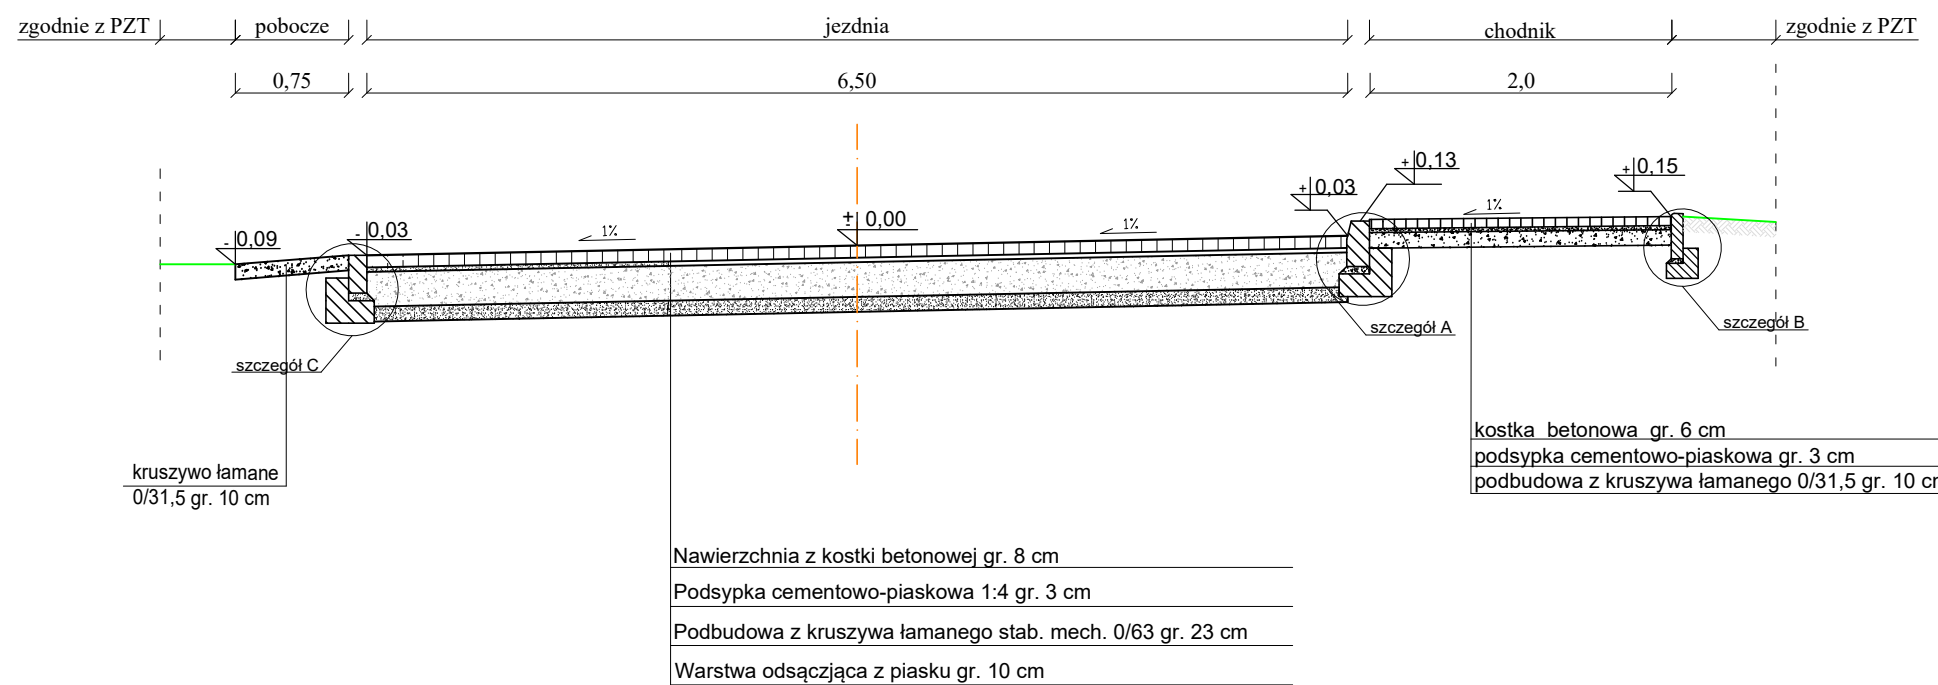 zgodnie z PZT
pobocze
jezdnia
chodnik
zgodnie z PZT
0,75
6,50
2,0
- 0,09
- 0,03
1%
± 0,00
1%
+ 0,03
+ 0,13
1%
+ 0,15
szczegół C
szczegół A
szczegół B
kruszywo łamane
0/31,5 gr. 10 cm
kostka betonowa gr. 6 cm
podsypka cementowo-piaskowa gr. 3 cm
podbudowa z kruszywa łamanego 0/31,5 gr. 10 cm
Nawierzchnia z kostki betonowej gr. 8 cm
Podsypka cementowo-piaskowa 1:4 gr. 3 cm
Podbudowa z kruszywa łamanego stab. mech. 0/63 gr. 23 cm
Warstwa odsączjąca z piasku gr. 10 cm